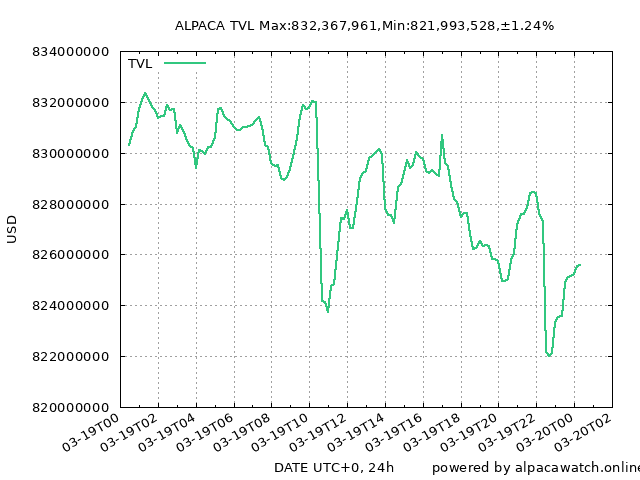 ALPACA TVL Max:832,367,961,Min:821,993,528,±1.24%
834000000
TVL
832000000
830000000
828000000
USD
826000000
824000000
822000000
820000000
03-19T00 03-19T02 03-19T04 03-19T06 03-19T08 03-19T10 03-19T12 03-19T14 03-19T16 03-19T18 03-19T20 03-19T22 03-20T00 03-20T02
DATE UTC+0, 24h powered by alpacawatch.online